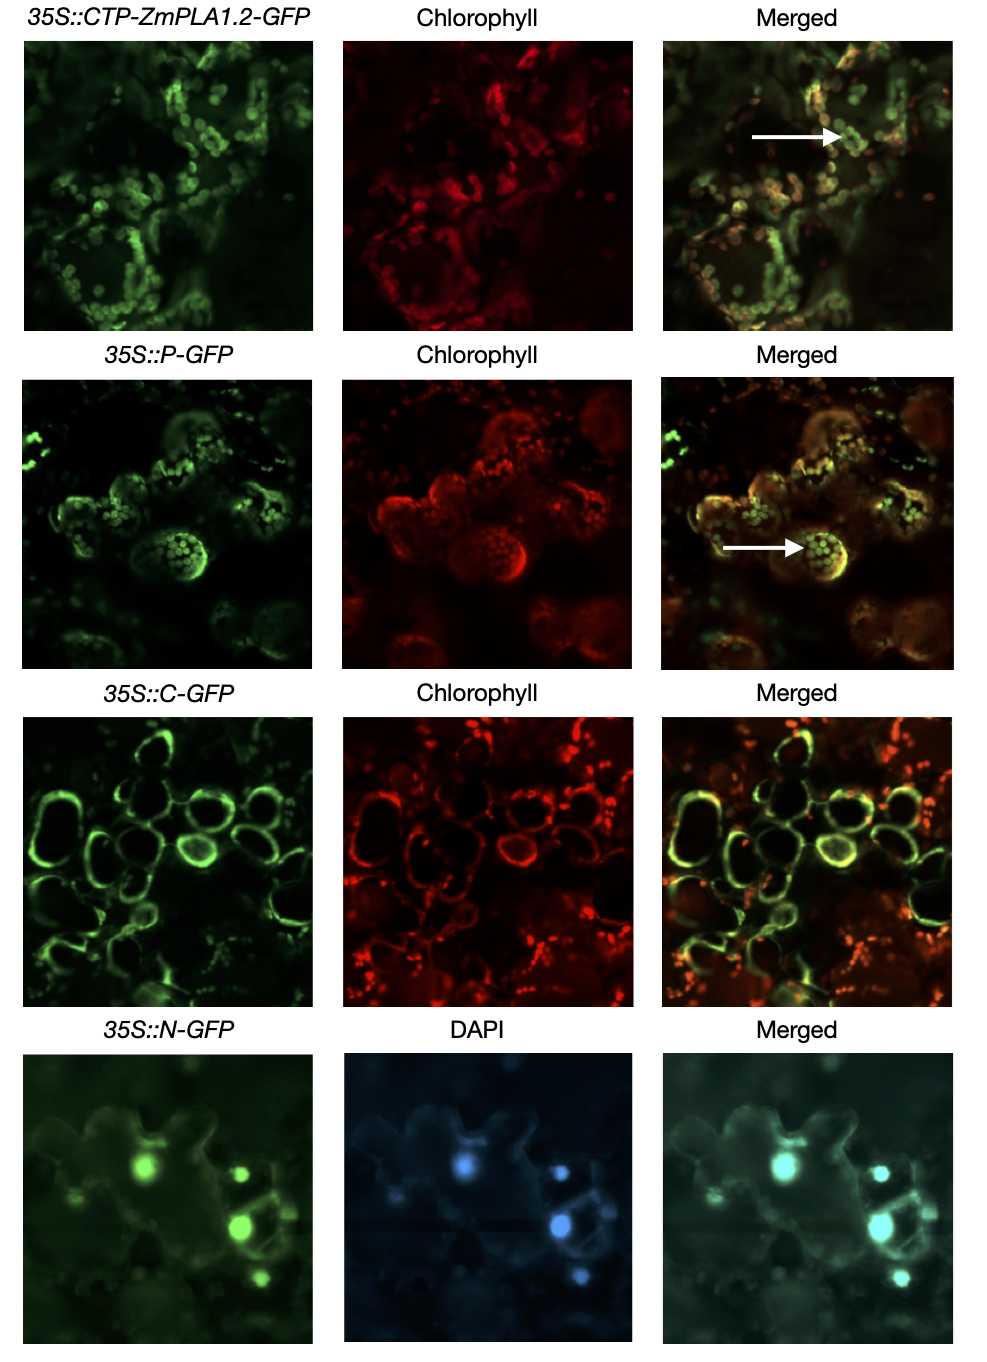 35S::CTP-ZmPLA1.2-GFP Chlorophyll Merged
35S::P-GFP Chlorophyll Merged
35S::C-GFP Chlorophyll Merged
35S::N-GFP DAPI Merged